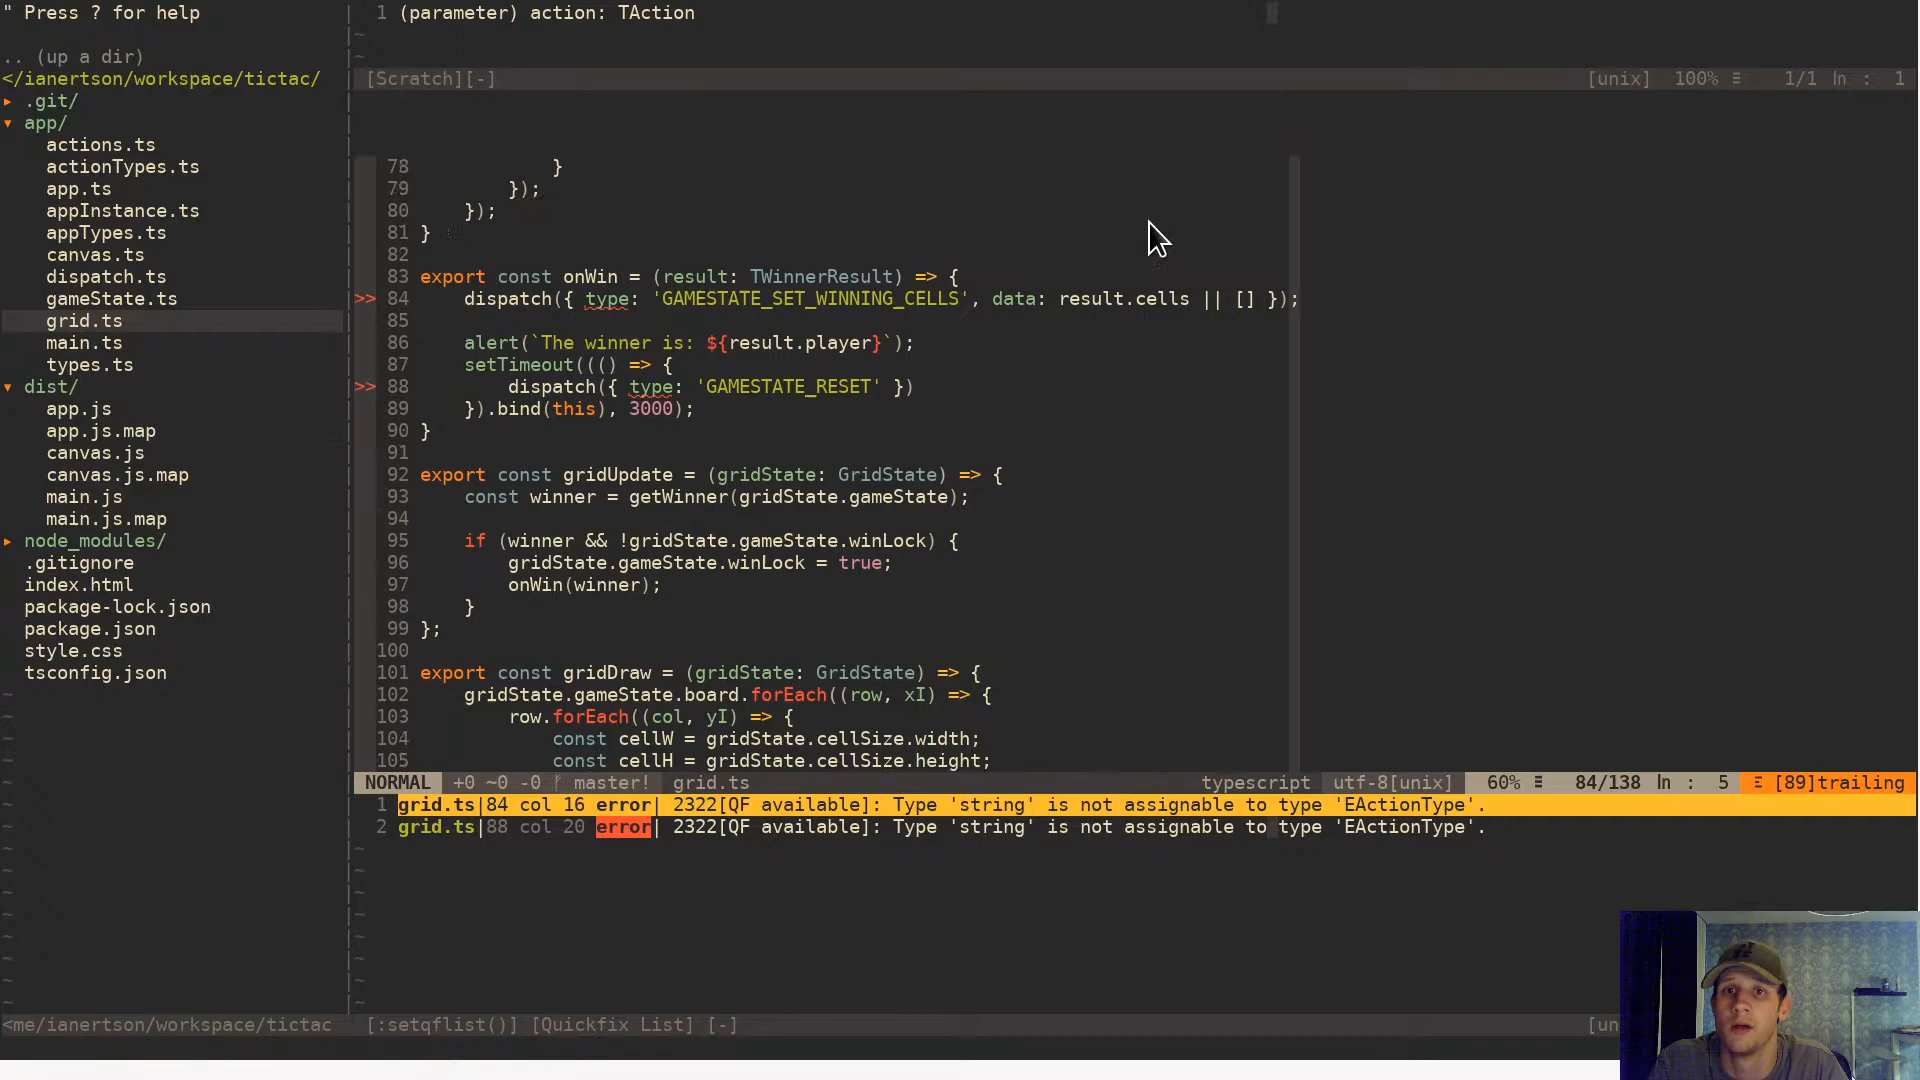 " Press ? for help
.. (up a dir)
</ianertson/workspace/tictac/
▸ .git/
▾ app/
actions.ts
actionTypes.ts
app.ts
appInstance.ts
appTypes.ts
canvas.ts
dispatch.ts
gameState.ts
grid.ts
main.ts
types.ts
▾ dist/
app.js
app.js.map
canvas.js
canvas.js.map
main.js
main.js.map
▸ node_modules/
.gitignore
index.html
package-lock.json
package.json
style.css
tsconfig.json
<me/ianertson/workspace/tictac
1 (parameter) action: TAction
[Scratch][-] [unix] 100% ≡ 1/1 ln : 1
78 }
79 });
80 });
81 }
82
83 export const onWin = (result: TWinnerResult) => {
>> 84 dispatch({ type: 'GAMESTATE_SET_WINNING_CELLS', data: result.cells || [] });
85
86 alert(`The winner is: ${result.player}`);
87 setTimeout((() => {
>> 88 dispatch({ type: 'GAMESTATE_RESET' })
89 }).bind(this), 3000);
90 }
91
92 export const gridUpdate = (gridState: GridState) => {
93 const winner = getWinner(gridState.gameState);
94
95 if (winner && !gridState.gameState.winLock) {
96 gridState.gameState.winLock = true;
97 onWin(winner);
98 }
99 };
100
101 export const gridDraw = (gridState: GridState) => {
102 gridState.gameState.board.forEach((row, xI) => {
103 row.forEach((col, yI) => {
104 const cellW = gridState.cellSize.width;
105 const cellH = gridState.cellSize.height;
NORMAL +0 ~0 -0 ᚠ master! grid.ts typescript utf-8[unix] 60% ≡ 84/138 ln : 5 Ξ [89]trailing
1 grid.ts|84 col 16 error| 2322[QF available]: Type 'string' is not assignable to type 'EActionType'.
2 grid.ts|88 col 20 error| 2322[QF available]: Type 'string' is not assignable to type 'EActionType'.
[:setqflist()] [Quickfix List] [-] [un